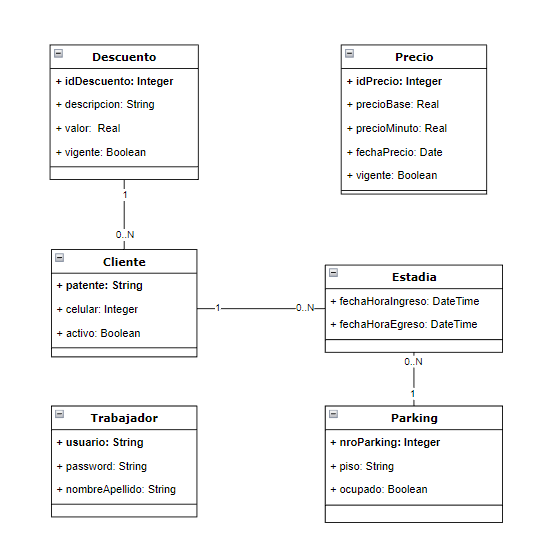 Descuento
+ idDescuento: Integer
+ descripcion: String
+ valor:  Real
+ vigente: Boolean
Precio
+ idPrecio: Integer
+ precioBase: Real
+ precioMinuto: Real
+ fechaPrecio: Date
+ vigente: Boolean
1
0..N
Cliente
+ patente: String
+ celular: Integer
+ activo: Boolean
1
0..N
Estadia
+ fechaHoraIngreso: DateTime
+ fechaHoraEgreso: DateTime
0..N
1
Trabajador
+ usuario: String
+ password: String
+ nombreApellido: String
Parking
+ nroParking: Integer
+ piso: String
+ ocupado: Boolean